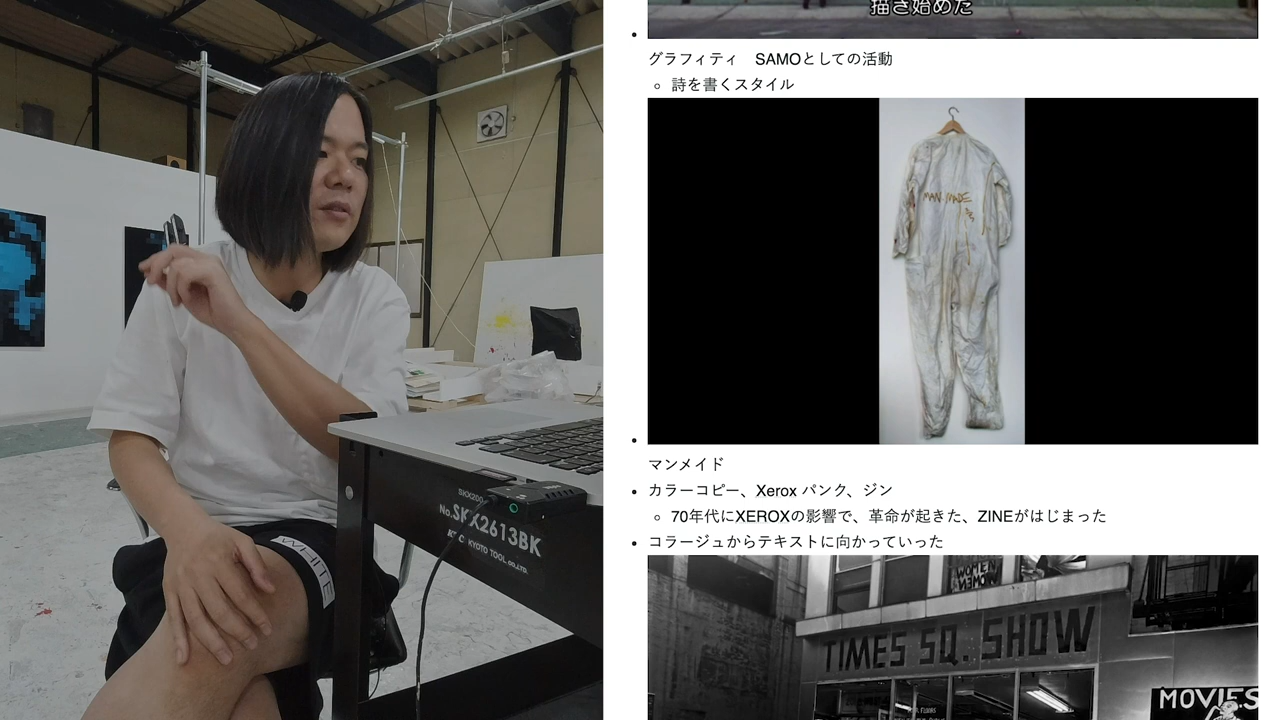 描き始めた
グラフィティ　SAMOとしての活動
詩を書くスタイル
MAN MADE
マンメイド
カラーコピー、Xerox パンク、ジン
70年代にXEROXの影響で、革命が起きた、ZINEがはじまった
コラージュからテキストに向かっていった
WOMEN
TIMES SQ. SHOW
MOVIES
No.SKX2613BK
KYOTO TOOL CO.,LTD.